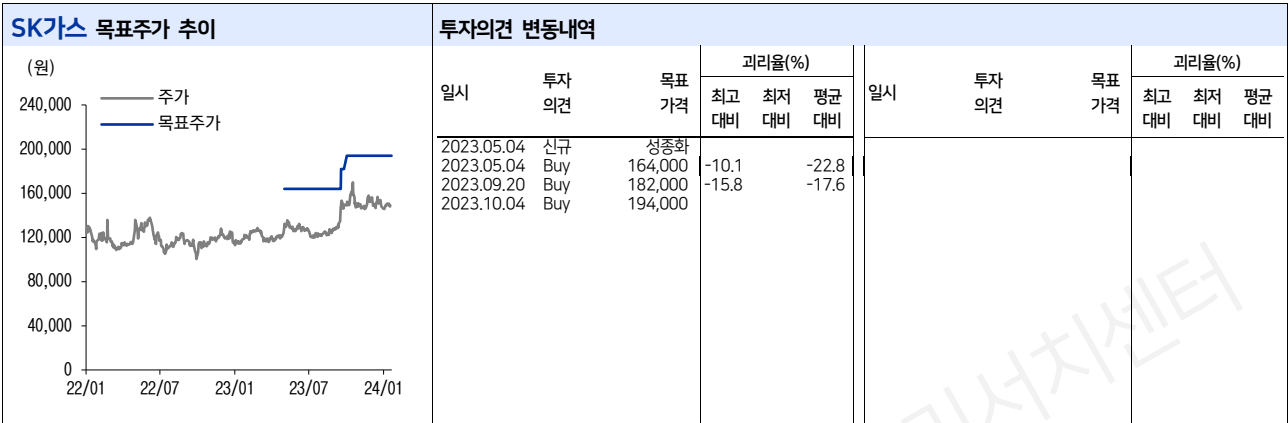 SK가스 목표주가 추이
(원)
240,000
200,000
160,000
120,000
80,000
40,000
0
주가
목표주가
22/01 22/07 23/01 23/07 24/01
투자의견 변동내역
일시 투자의견 목표가격 괴리율(%) 최고대비 최저대비 평균대비
2023.05.04 신규 성종화
2023.05.04 Buy 164,000 -10.1 -22.8
2023.09.20 Buy 182,000 -15.8 -17.6
2023.10.04 Buy 194,000
일시 투자의견 목표가격 괴리율(%) 최고대비 최저대비 평균대비
리서치센터